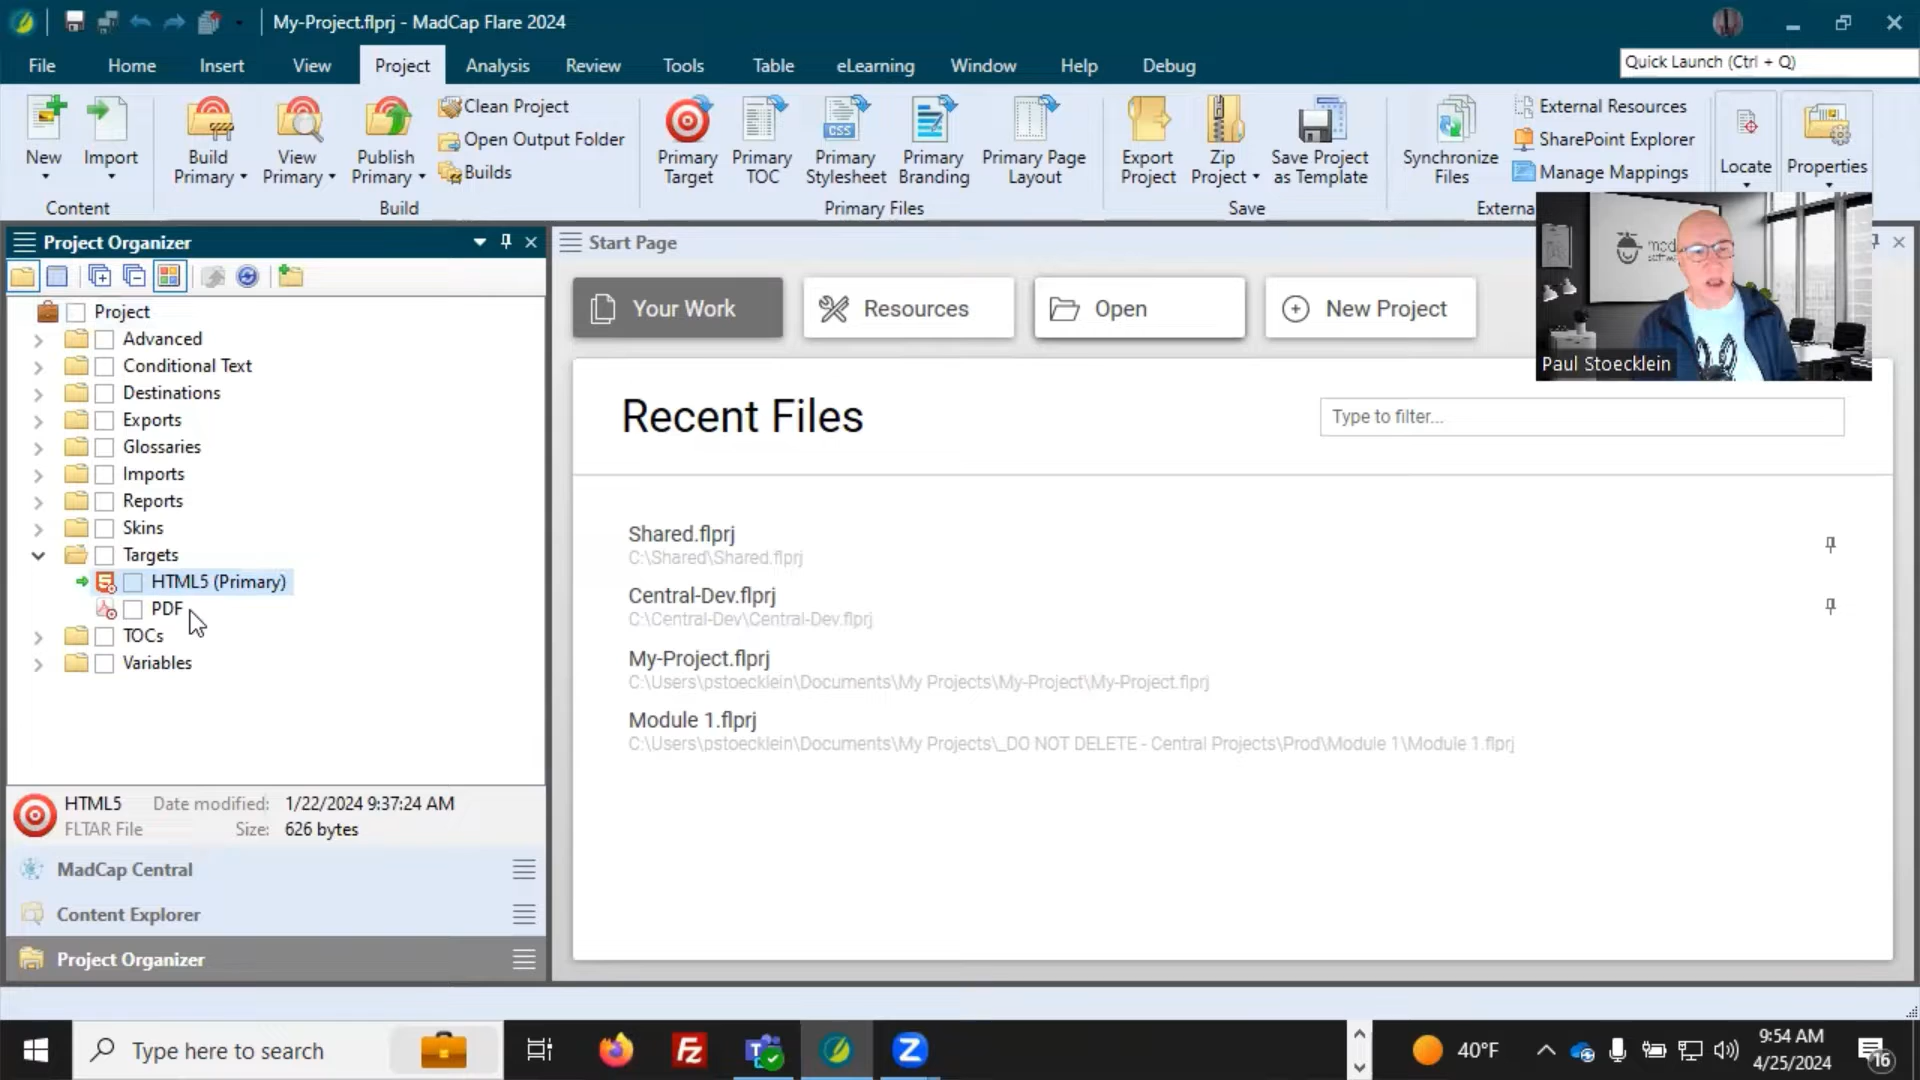 My-Project.flprj - MadCap Flare 2024
File Home Insert View Project Analysis Review Tools Table eLearning Window Help Debug
Quick Launch (Ctrl + Q)
New
Import
Build Primary
View Primary
Publish Primary
Clean Project
Open Output Folder
Builds
Primary Target
Primary TOC
CSS
Primary Stylesheet
Primary Branding
Primary Page Layout
Export Project
Zip Project
Save Project as Template
Synchronize Files
External Resources
SharePoint Explorer
Manage Mappings
Locate
Properties
Content
Build
Primary Files
Save
Externa
Project Organizer
Start Page
Project
Advanced
Conditional Text
Destinations
Exports
Glossaries
Imports
Reports
Skins
Targets
HTML5 (Primary)
PDF
TOCs
Variables
Your Work
Resources
Open
New Project
Paul Stoecklein
Recent Files
Type to filter...
Shared.flprj
C:\Shared\Shared.flprj
Central-Dev.flprj
C:\Central-Dev\Central-Dev.flprj
My-Project.flprj
C:\Users\pstoecklein\Documents\My Projects\My-Project\My-Project.flprj
Module 1.flprj
C:\Users\pstoecklein\Documents\My Projects\_DO NOT DELETE - Central Projects\Prod\Module 1\Module 1.flprj
HTML5 Date modified: 1/22/2024 9:37:24 AM
FLTAR File Size: 626 bytes
MadCap Central
Content Explorer
Project Organizer
Type here to search
Fz
T
Z
40°F
9:54 AM
4/25/2024
16